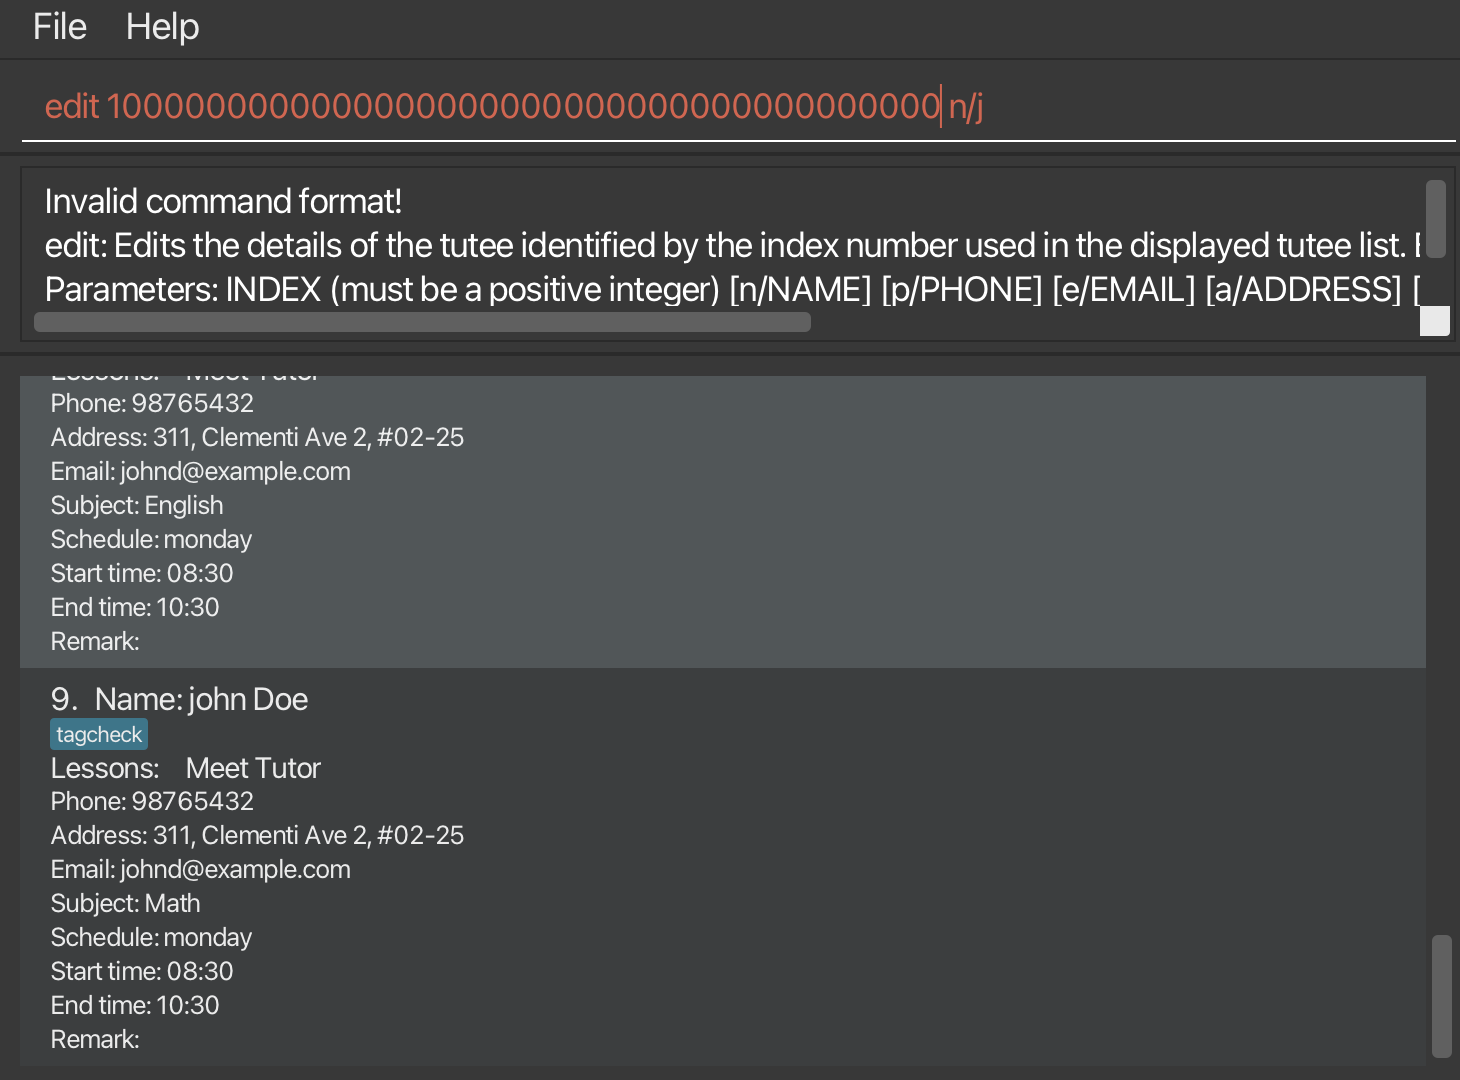 File Help
edit 1000000000000000000000000000000000000000 n/j
Invalid command format!
edit: Edits the details of the tutee identified by the index number used in the displayed tutee list.
Parameters: INDEX (must be a positive integer) [n/NAME] [p/PHONE] [e/EMAIL] [a/ADDRESS] [
Lessons: Meet Tutor
Phone: 98765432
Address: 311, Clementi Ave 2, #02-25
Email: johnd@example.com
Subject: English
Schedule: monday
Start time: 08:30
End time: 10:30
Remark:
9. Name: john Doe
tagcheck
Lessons: Meet Tutor
Phone: 98765432
Address: 311, Clementi Ave 2, #02-25
Email: johnd@example.com
Subject: Math
Schedule: monday
Start time: 08:30
End time: 10:30
Remark: